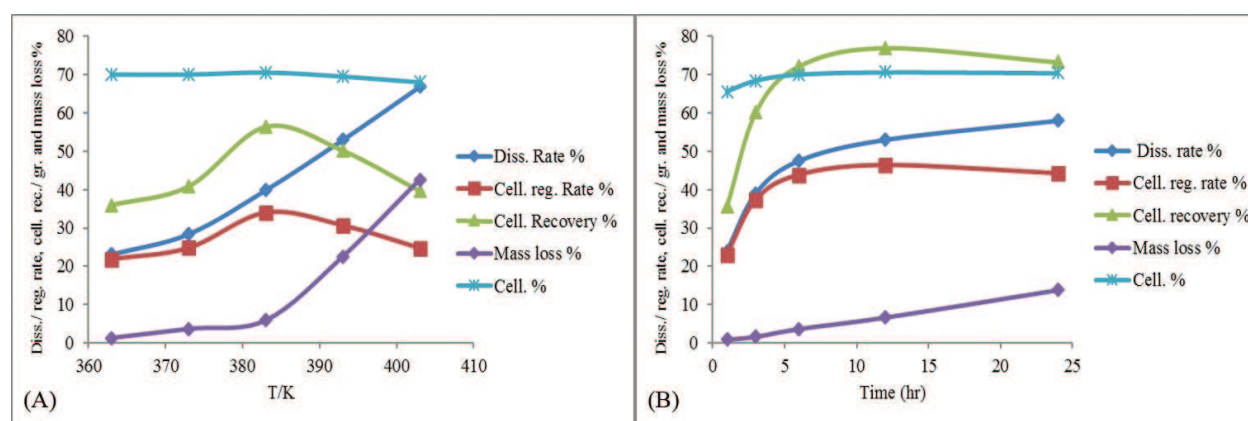 Diss./ reg. rate, cell. rec./ gr. and mass loss %
80
70
60
50
40
30
20
10
0
360 370 380 390 400 410
T/K
Diss. Rate %
Cell. reg. Rate %
Cell. Recovery %
Mass loss %
Cell. %
(A)
Diss./ reg. rate, cell. rec./ gr. and mass loss %
80
70
60
50
40
30
20
10
0
0 5 10 15 20 25
Time (hr)
Diss. rate %
Cell. reg. rate %
Cell. recovery %
Mass loss %
Cell. %
(B)